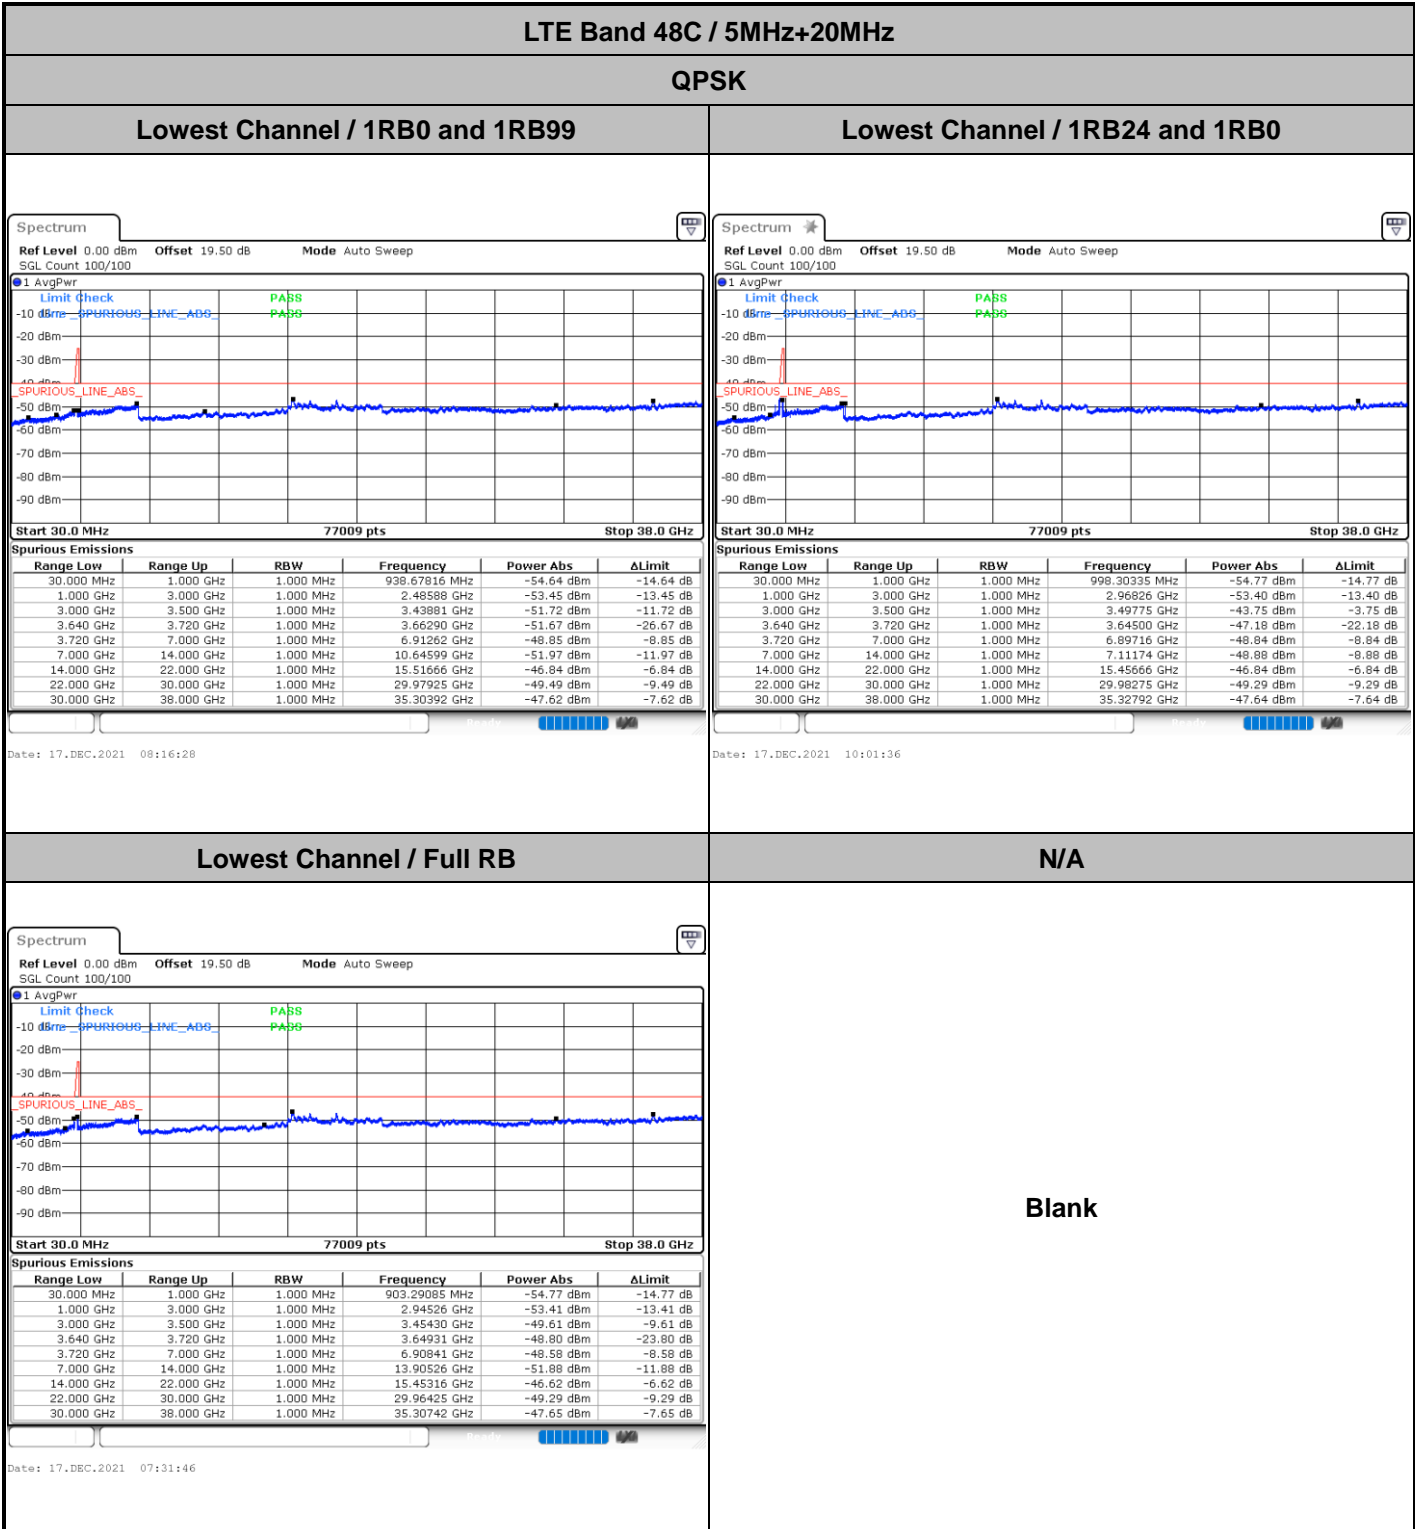 LTE Band 48C / 5MHz+20MHz
QPSK
Lowest Channel / 1RB0 and 1RB99
Lowest Channel / 1RB24 and 1RB0
Spectrum
Ref Level 0.00 dBm Offset 19.50 dB Mode Auto Sweep
SGL Count 100/100
1 AvgPwr
Limit Check PASS
Line _SPURIOUS_LINE_ABS_ PASS
-10 dBm
-20 dBm
-30 dBm
-40 dBm
_SPURIOUS_LINE_ABS_
-50 dBm
-60 dBm
-70 dBm
-80 dBm
-90 dBm
Start 30.0 MHz 77009 pts Stop 38.0 GHz
Spurious Emissions
Range Low Range Up RBW Frequency Power Abs ΔLimit
30.000 MHz 1.000 GHz 1.000 MHz 938.67816 MHz -54.64 dBm -14.64 dB
1.000 GHz 3.000 GHz 1.000 MHz 2.48588 GHz -53.45 dBm -13.45 dB
3.000 GHz 3.500 GHz 1.000 MHz 3.43881 GHz -51.72 dBm -11.72 dB
3.640 GHz 3.720 GHz 1.000 MHz 3.66290 GHz -51.67 dBm -26.67 dB
3.720 GHz 7.000 GHz 1.000 MHz 6.91262 GHz -48.85 dBm -8.85 dB
7.000 GHz 14.000 GHz 1.000 MHz 10.64599 GHz -51.97 dBm -11.97 dB
14.000 GHz 22.000 GHz 1.000 MHz 15.51666 GHz -46.84 dBm -6.84 dB
22.000 GHz 30.000 GHz 1.000 MHz 29.97925 GHz -49.49 dBm -9.49 dB
30.000 GHz 38.000 GHz 1.000 MHz 35.30392 GHz -47.62 dBm -7.62 dB
Ready
Date: 17.DEC.2021 08:16:28
Spectrum
Ref Level 0.00 dBm Offset 19.50 dB Mode Auto Sweep
SGL Count 100/100
1 AvgPwr
Limit Check PASS
Line _SPURIOUS_LINE_ABS_ PASS
-10 dBm
-20 dBm
-30 dBm
-40 dBm
_SPURIOUS_LINE_ABS_
-50 dBm
-60 dBm
-70 dBm
-80 dBm
-90 dBm
Start 30.0 MHz 77009 pts Stop 38.0 GHz
Spurious Emissions
Range Low Range Up RBW Frequency Power Abs ΔLimit
30.000 MHz 1.000 GHz 1.000 MHz 998.30335 MHz -54.77 dBm -14.77 dB
1.000 GHz 3.000 GHz 1.000 MHz 2.96826 GHz -53.40 dBm -13.40 dB
3.000 GHz 3.500 GHz 1.000 MHz 3.49775 GHz -43.75 dBm -3.75 dB
3.640 GHz 3.720 GHz 1.000 MHz 3.64500 GHz -47.18 dBm -22.18 dB
3.720 GHz 7.000 GHz 1.000 MHz 6.89716 GHz -48.84 dBm -8.84 dB
7.000 GHz 14.000 GHz 1.000 MHz 7.11174 GHz -48.88 dBm -8.88 dB
14.000 GHz 22.000 GHz 1.000 MHz 15.45666 GHz -46.84 dBm -6.84 dB
22.000 GHz 30.000 GHz 1.000 MHz 29.98275 GHz -49.29 dBm -9.29 dB
30.000 GHz 38.000 GHz 1.000 MHz 35.32792 GHz -47.64 dBm -7.64 dB
Ready
Date: 17.DEC.2021 10:01:36
Lowest Channel / Full RB
N/A
Spectrum
Ref Level 0.00 dBm Offset 19.50 dB Mode Auto Sweep
SGL Count 100/100
1 AvgPwr
Limit Check PASS
Line _SPURIOUS_LINE_ABS_ PASS
-10 dBm
-20 dBm
-30 dBm
-40 dBm
_SPURIOUS_LINE_ABS_
-50 dBm
-60 dBm
-70 dBm
-80 dBm
-90 dBm
Start 30.0 MHz 77009 pts Stop 38.0 GHz
Spurious Emissions
Range Low Range Up RBW Frequency Power Abs ΔLimit
30.000 MHz 1.000 GHz 1.000 MHz 903.29085 MHz -54.77 dBm -14.77 dB
1.000 GHz 3.000 GHz 1.000 MHz 2.94526 GHz -53.41 dBm -13.41 dB
3.000 GHz 3.500 GHz 1.000 MHz 3.45430 GHz -49.61 dBm -9.61 dB
3.640 GHz 3.720 GHz 1.000 MHz 3.64931 GHz -48.80 dBm -23.80 dB
3.720 GHz 7.000 GHz 1.000 MHz 6.90841 GHz -48.58 dBm -8.58 dB
7.000 GHz 14.000 GHz 1.000 MHz 13.90526 GHz -51.88 dBm -11.88 dB
14.000 GHz 22.000 GHz 1.000 MHz 15.45316 GHz -46.62 dBm -6.62 dB
22.000 GHz 30.000 GHz 1.000 MHz 29.96425 GHz -49.29 dBm -9.29 dB
30.000 GHz 38.000 GHz 1.000 MHz 35.30742 GHz -47.65 dBm -7.65 dB
Ready
Date: 17.DEC.2021 07:31:46
Blank